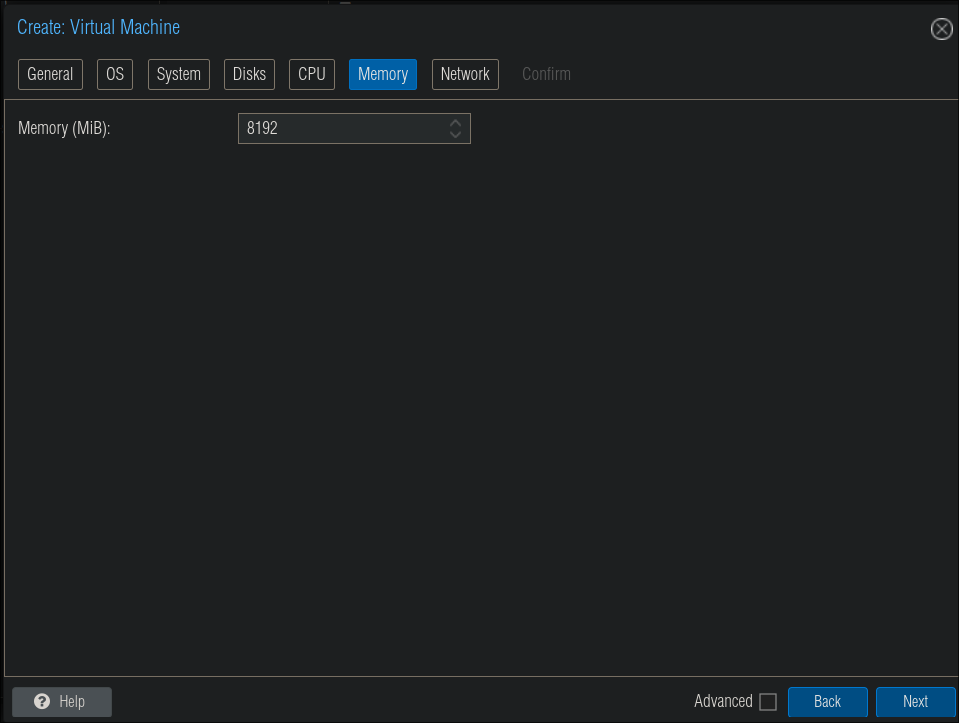 Create: Virtual Machine
General OS System Disks CPU Memory Network Confirm
Memory (MiB): 8192
Help Advanced Back Next